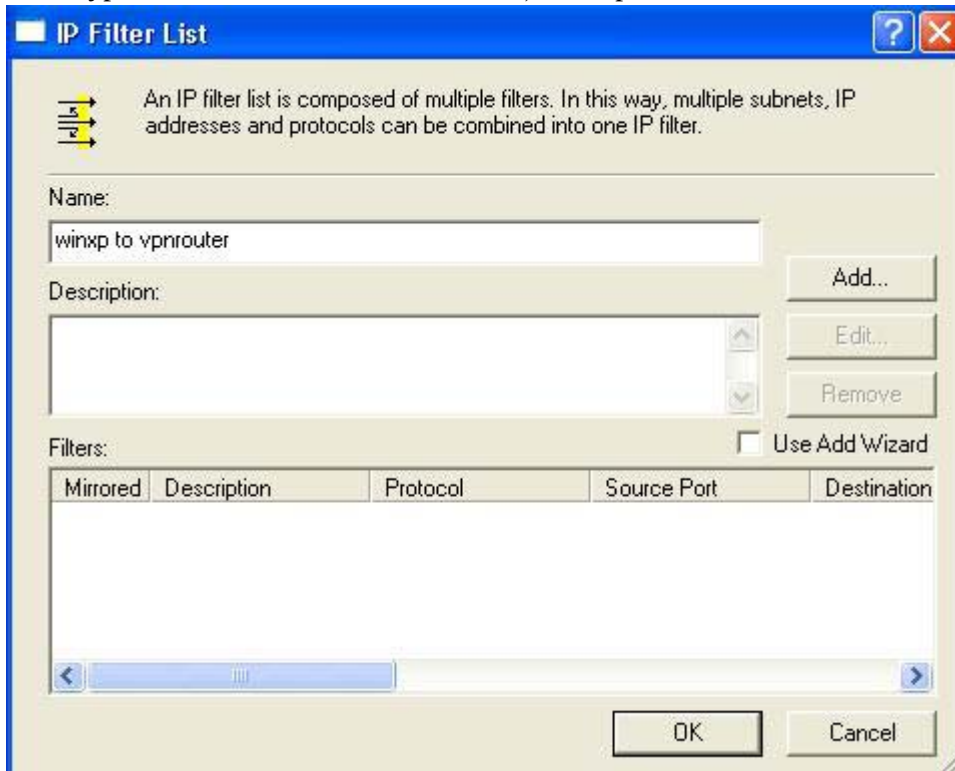 IP Filter List
An IP filter list is composed of multiple filters. In this way, multiple subnets, IP
addresses and protocols can be combined into one IP filter.
Name:
winxp to vpnrouter
Add...
Description:
Edit...
Remove
Filters:
Use Add Wizard
Mirrored Description Protocol Source Port Destination
OK
Cancel